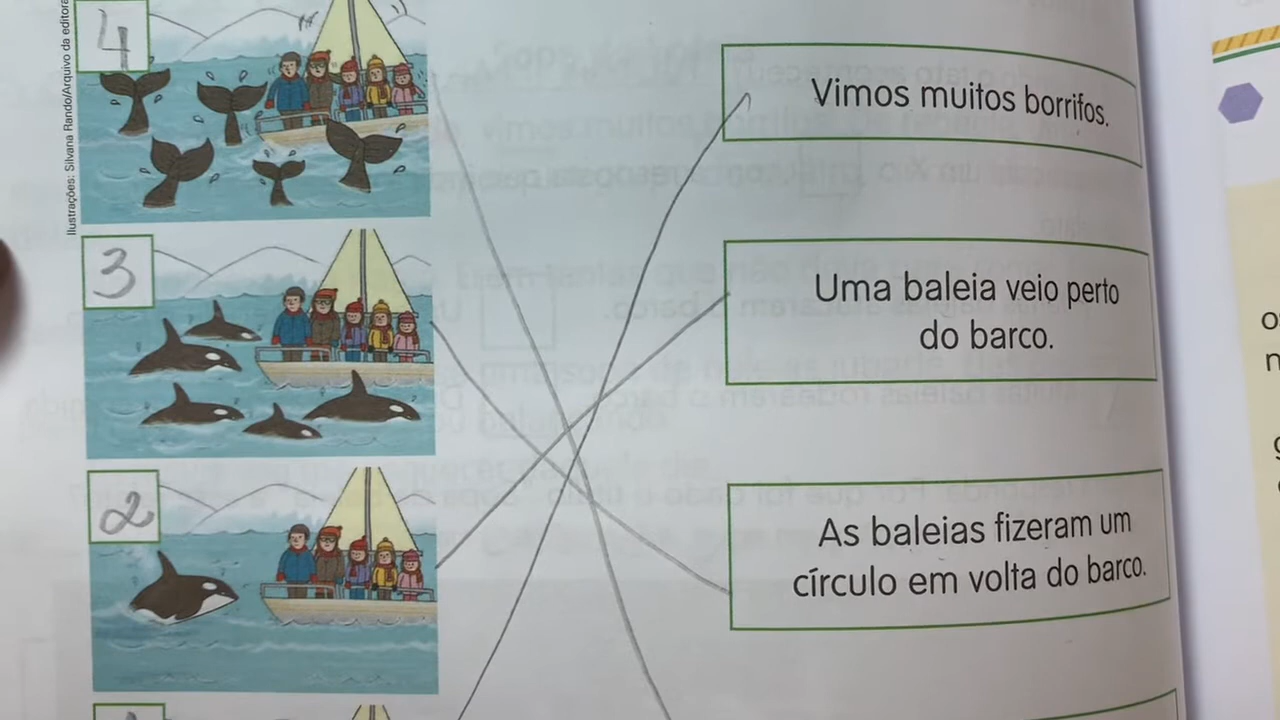 Ilustrações: Silvana Rando/Arquivo da editora
4
Vimos muitos borrifos.
3
Uma baleia veio perto
do barco.
2
As baleias fizeram um
círculo em volta do barco.